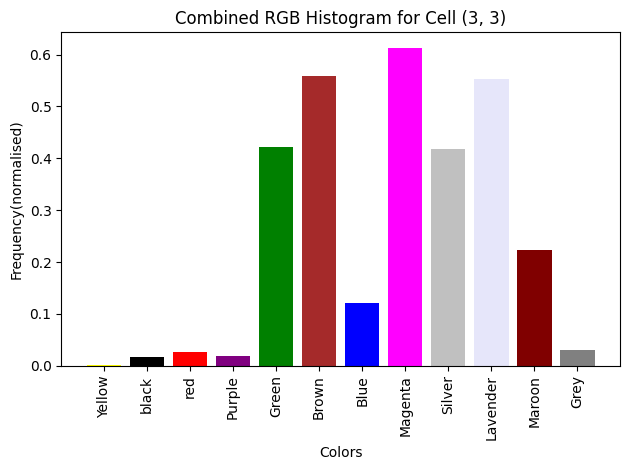 Combined RGB Histogram for Cell (3, 3)
Frequency(normalised)
0.6
0.5
0.4
0.3
0.2
0.1
0.0
Yellow
black
red
Purple
Green
Brown
Blue
Magenta
Silver
Lavender
Maroon
Grey
Colors